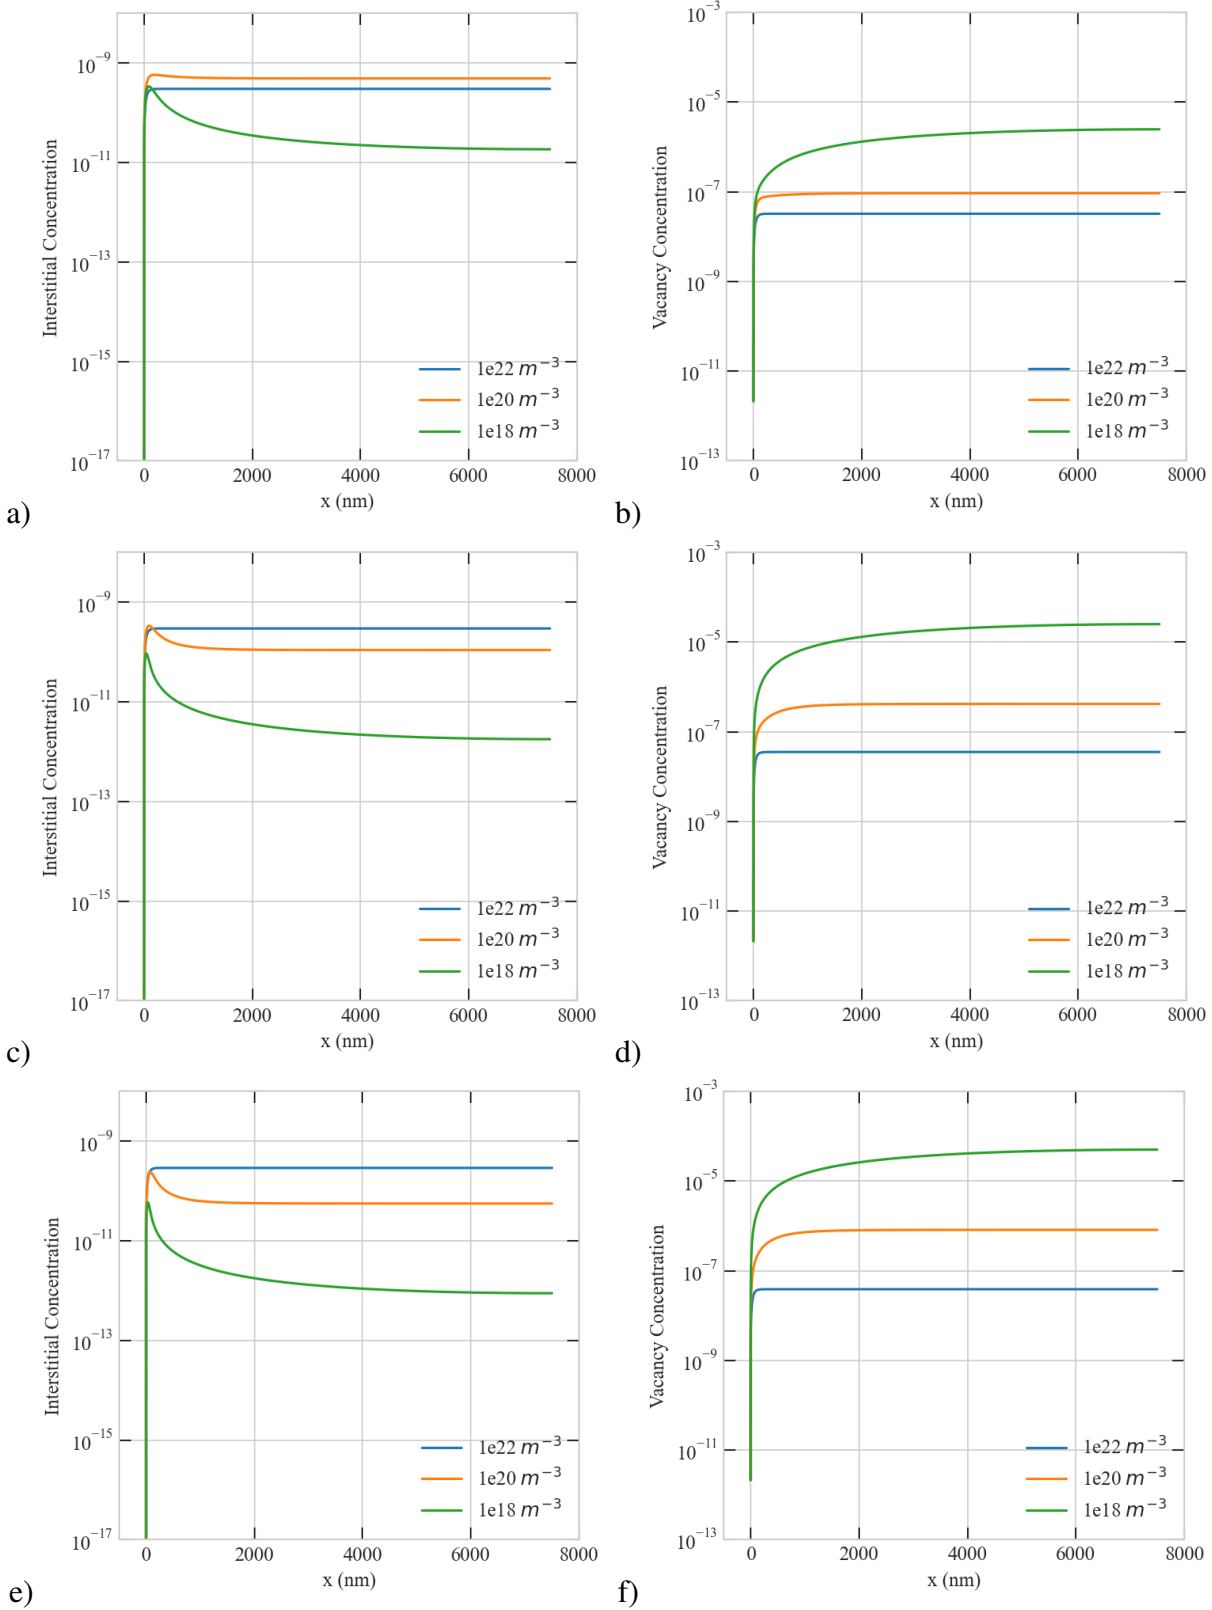 10⁻⁹
10⁻¹¹
10⁻¹³
10⁻¹⁵
10⁻¹⁷
Interstitial Concentration
1e22 m⁻³
1e20 m⁻³
1e18 m⁻³
0 2000 4000 6000 8000
x (nm)
a)
10⁻³
10⁻⁵
10⁻⁷
10⁻⁹
10⁻¹¹
10⁻¹³
Vacancy Concentration
1e22 m⁻³
1e20 m⁻³
1e18 m⁻³
0 2000 4000 6000 8000
x (nm)
b)
10⁻⁹
10⁻¹¹
10⁻¹³
10⁻¹⁵
10⁻¹⁷
Interstitial Concentration
1e22 m⁻³
1e20 m⁻³
1e18 m⁻³
0 2000 4000 6000 8000
x (nm)
c)
10⁻³
10⁻⁵
10⁻⁷
10⁻⁹
10⁻¹¹
10⁻¹³
Vacancy Concentration
1e22 m⁻³
1e20 m⁻³
1e18 m⁻³
0 2000 4000 6000 8000
x (nm)
d)
10⁻⁹
10⁻¹¹
10⁻¹³
10⁻¹⁵
10⁻¹⁷
Interstitial Concentration
1e22 m⁻³
1e20 m⁻³
1e18 m⁻³
0 2000 4000 6000 8000
x (nm)
e)
10⁻³
10⁻⁵
10⁻⁷
10⁻⁹
10⁻¹¹
10⁻¹³
Vacancy Concentration
1e22 m⁻³
1e20 m⁻³
1e18 m⁻³
0 2000 4000 6000 8000
x (nm)
f)